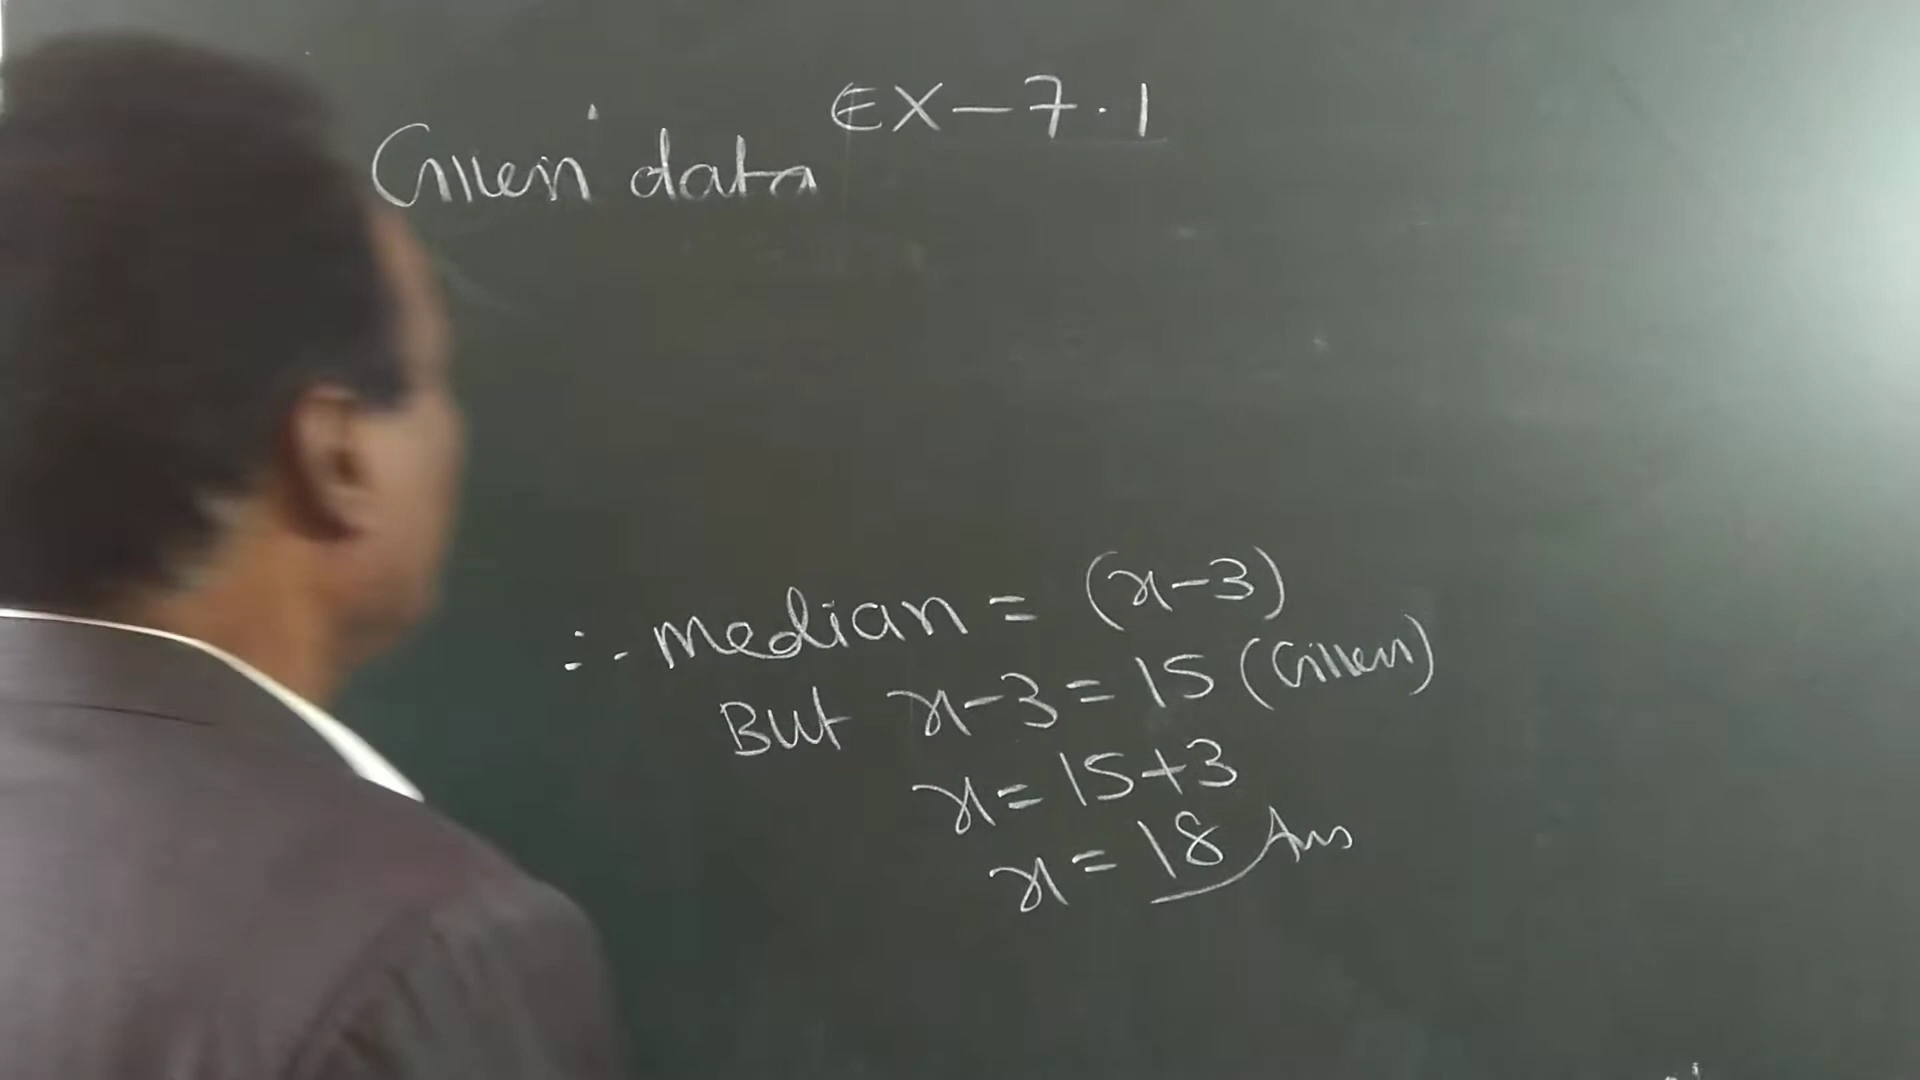 EX-7.1
Given data
∴ median = (x-3)
But x-3=15 (Given)
x=15+3
x=18 Ans